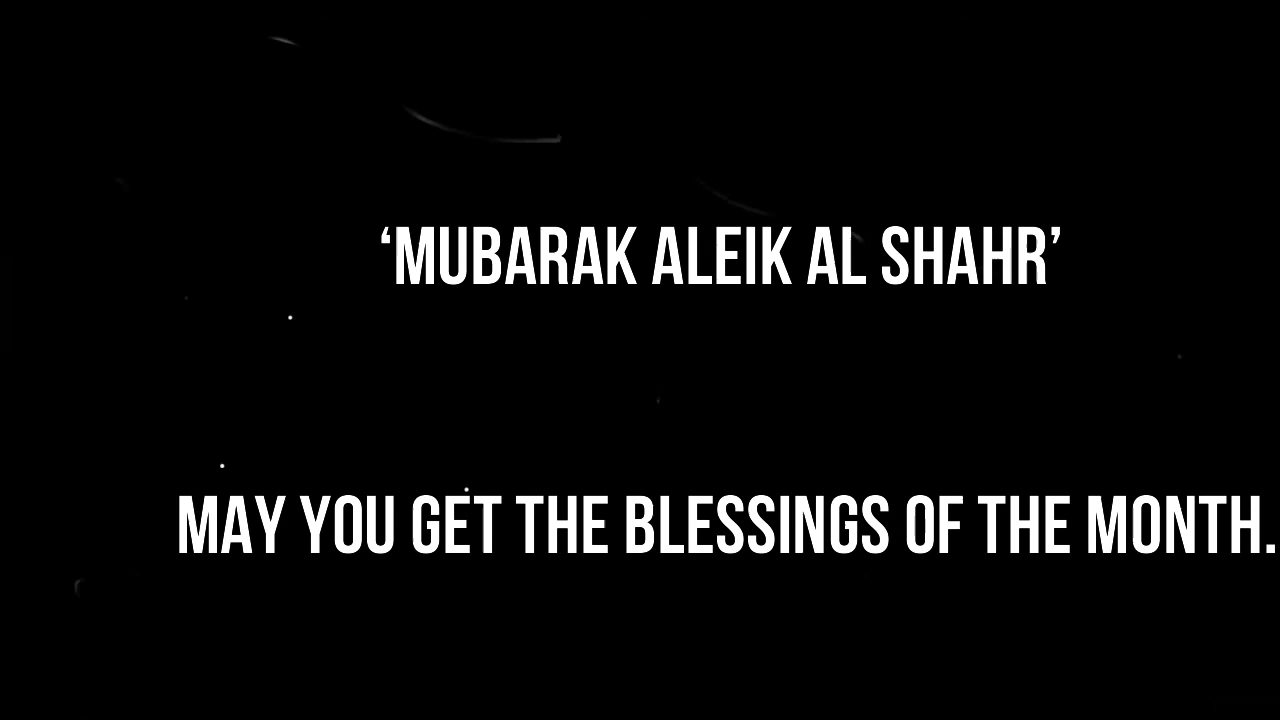 ‘MUBARAK ALEIK AL SHAHR’
MAY YOU GET THE BLESSINGS OF THE MONTH.